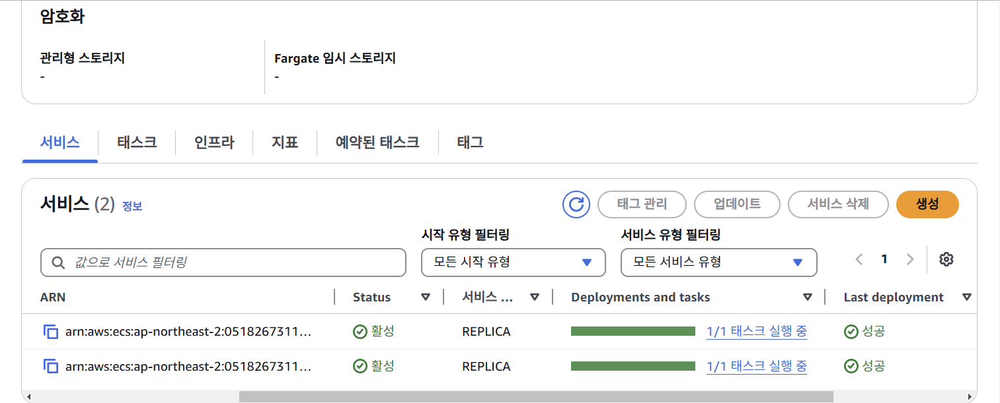 암호화
관리형 스토리지
Fargate 임시 스토리지
-
-
서비스 태스크 인프라 지표 예약된 태스크 태그
서비스 (2) 정보
태그 관리 업데이트 서비스 삭제 생성
시작 유형 필터링 서비스 유형 필터링
값으로 서비스 필터링 모든 시작 유형 모든 서비스 유형 1
ARN Status 서비스 ... Deployments and tasks Last deployment
arn:aws:ecs:ap-northeast-2:0518267311... 활성 REPLICA 1/1 태스크 실행 중 성공
arn:aws:ecs:ap-northeast-2:0518267311... 활성 REPLICA 1/1 태스크 실행 중 성공